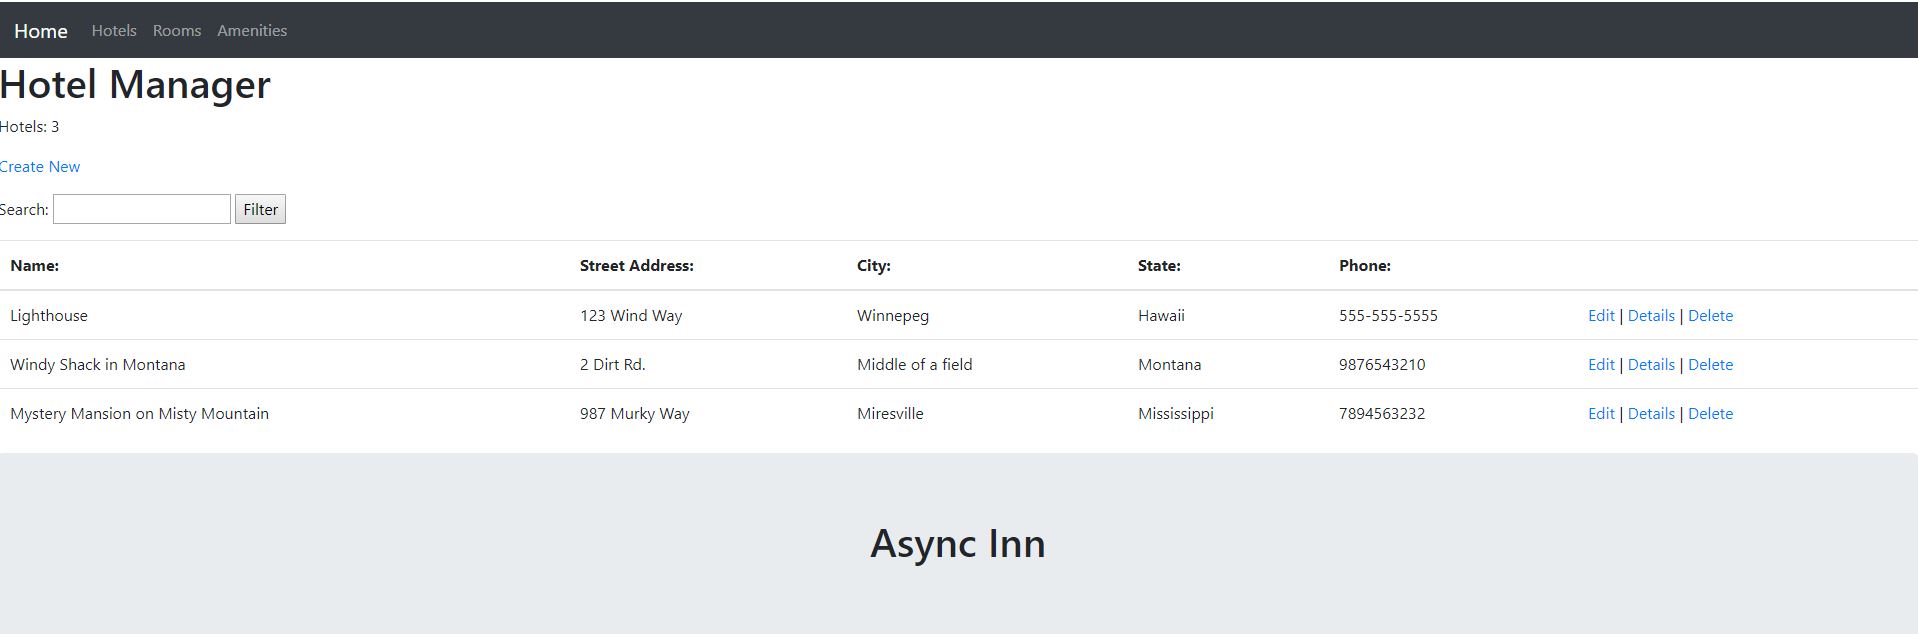 Home Hotels Rooms Amenities
Hotel Manager
Hotels: 3
Create New
Search: Filter
Name: Street Address: City: State: Phone:
Lighthouse 123 Wind Way Winnepeg Hawaii 555-555-5555 Edit | Details | Delete
Windy Shack in Montana 2 Dirt Rd. Middle of a field Montana 9876543210 Edit | Details | Delete
Mystery Mansion on Misty Mountain 987 Murky Way Miresville Mississippi 7894563232 Edit | Details | Delete
Async Inn